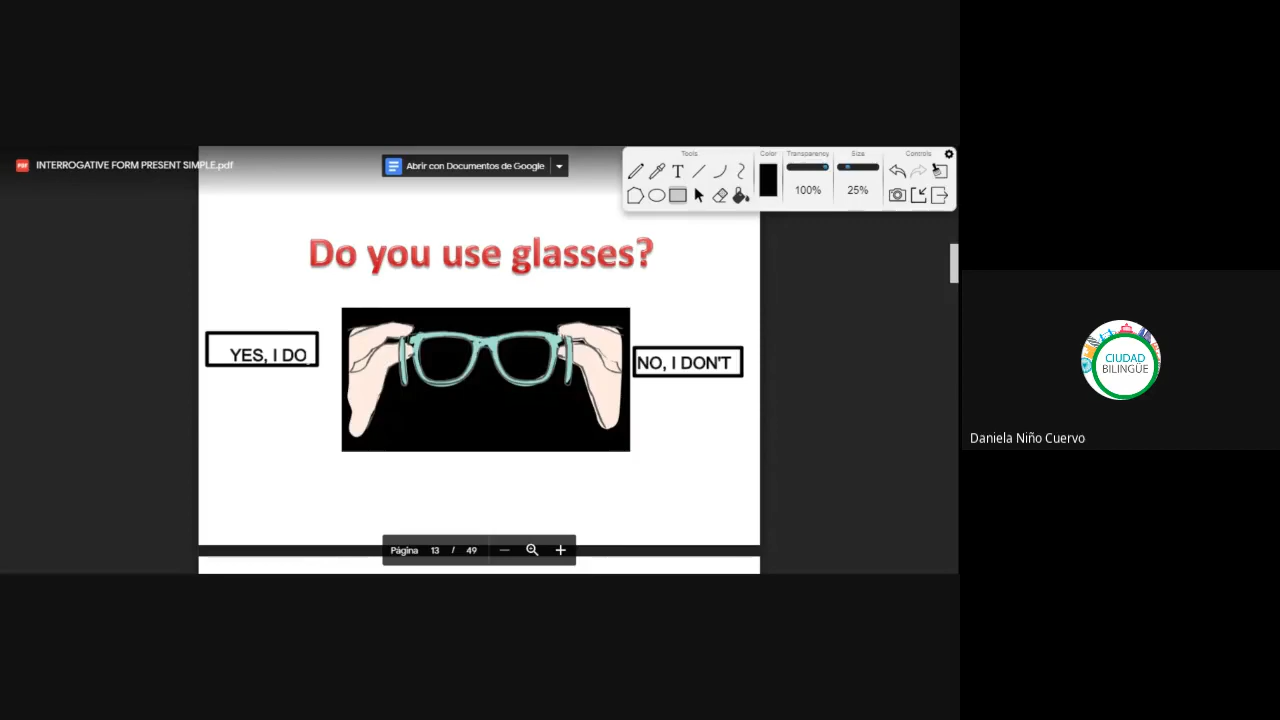 INTERROGATIVE FORM PRESENT SIMPLE.pdf
Abrir con Documentos de Google
Tools
Color
Transparency
Size
Controls
100%
25%
Do you use glasses?
YES, I DO
NO, I DON'T
CIUDAD
BILINGÜE
Daniela Niño Cuervo
Página 13 / 49